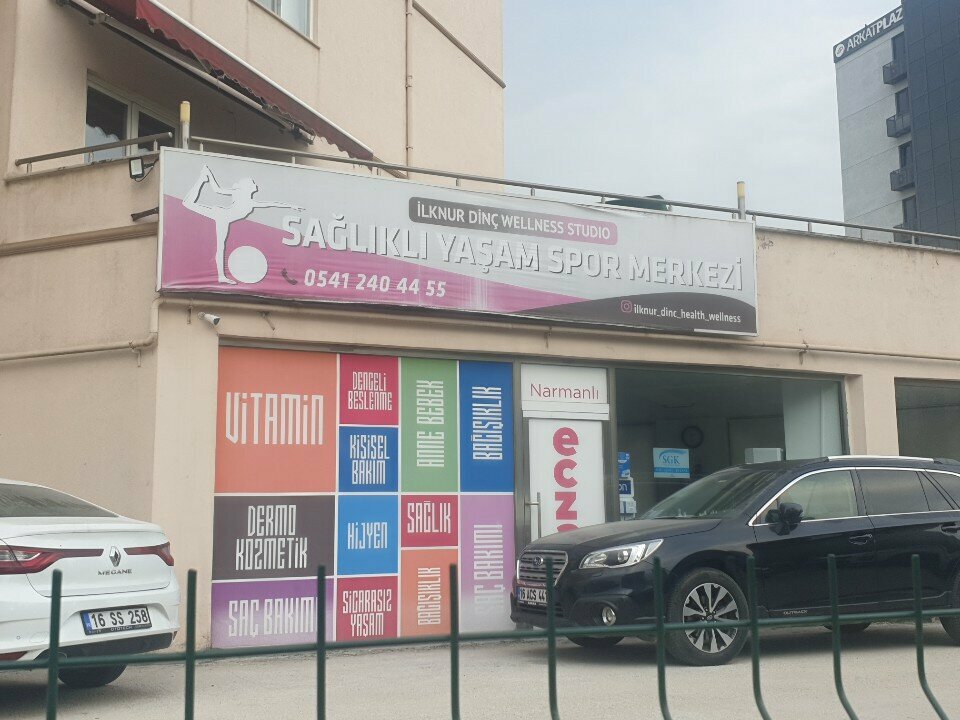 ARKATPLAZ
İLKNUR DİNÇ WELLNESS STUDIO
SAĞLIKLI YAŞAM SPOR MERKEZİ
0541 240 44 55
ilknur_dinc_health_wellness
VİTAMİN
DENGELİ
BESLENME
KİŞİSEL
BAKIM
ANNE BEBEK
BAĞIŞIKLIK
Narmanlı
ecz
SGK
DERMO
KOZMETİK
HİJYEN
SAĞLIK
SAÇ BAKIMI
SİGARASIZ
YAŞAM
BAĞIŞIKLIK
SAÇ BAKIMI
MEGANE
16 SS 258
OUTBACK